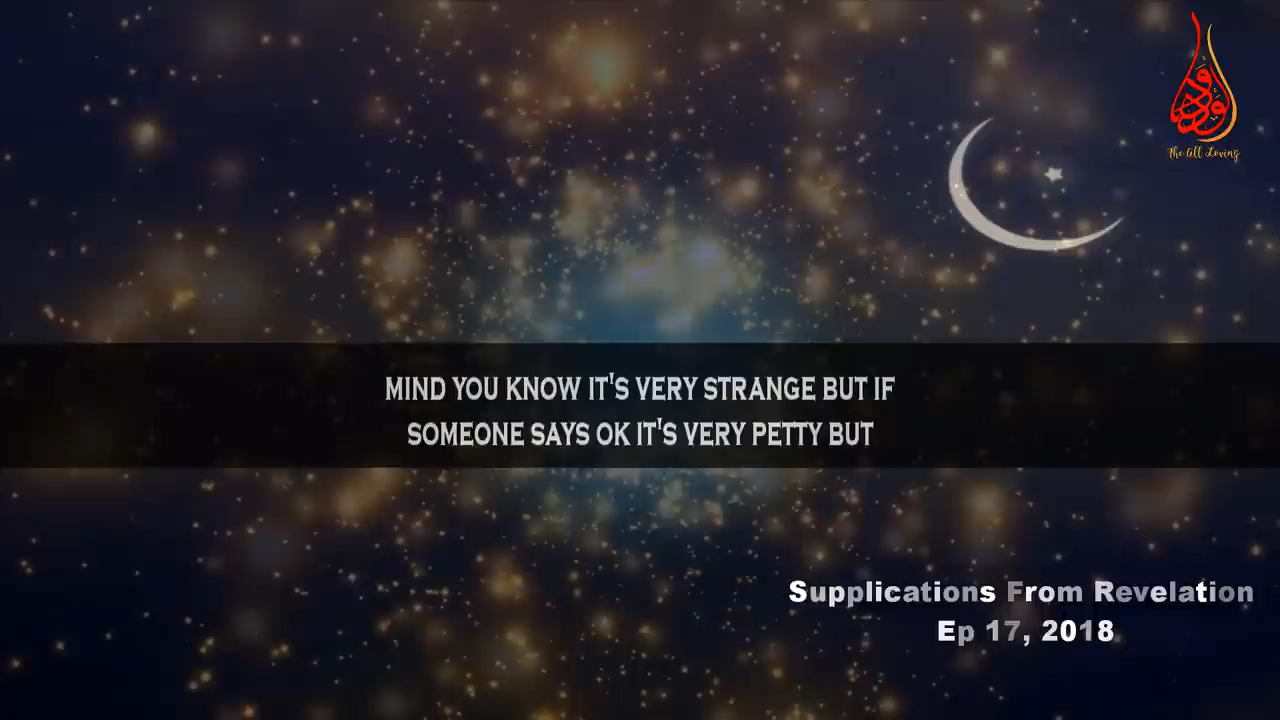 الودود
The All Loving
MIND YOU KNOW IT'S VERY STRANGE BUT IF
SOMEONE SAYS OK IT'S VERY PETTY BUT
Supplications From Revelation
Ep 17, 2018